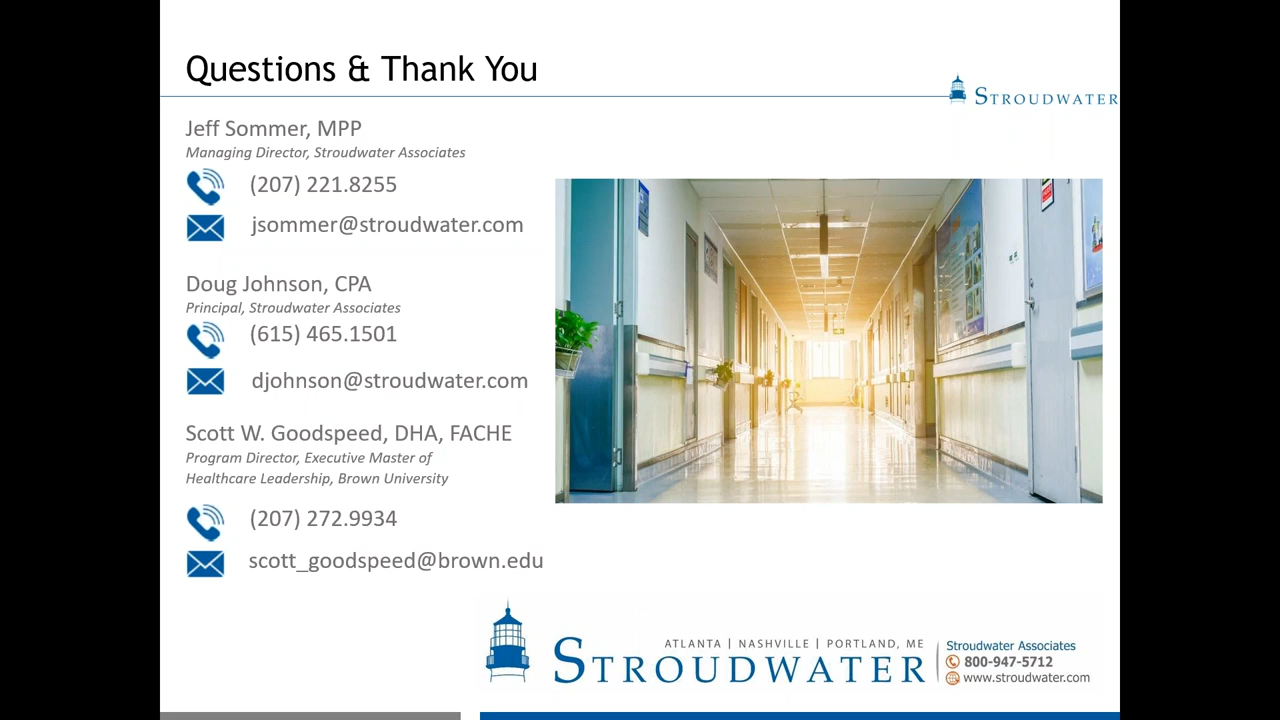 Questions & Thank You
STROUDWATER
Jeff Sommer, MPP
Managing Director, Stroudwater Associates
(207) 221.8255
jsommer@stroudwater.com
Doug Johnson, CPA
Principal, Stroudwater Associates
(615) 465.1501
djohnson@stroudwater.com
Scott W. Goodspeed, DHA, FACHE
Program Director, Executive Master of
Healthcare Leadership, Brown University
(207) 272.9934
scott_goodspeed@brown.edu
ATLANTA | NASHVILLE | PORTLAND, ME
STROUDWATER
Stroudwater Associates
800-947-5712
www.stroudwater.com